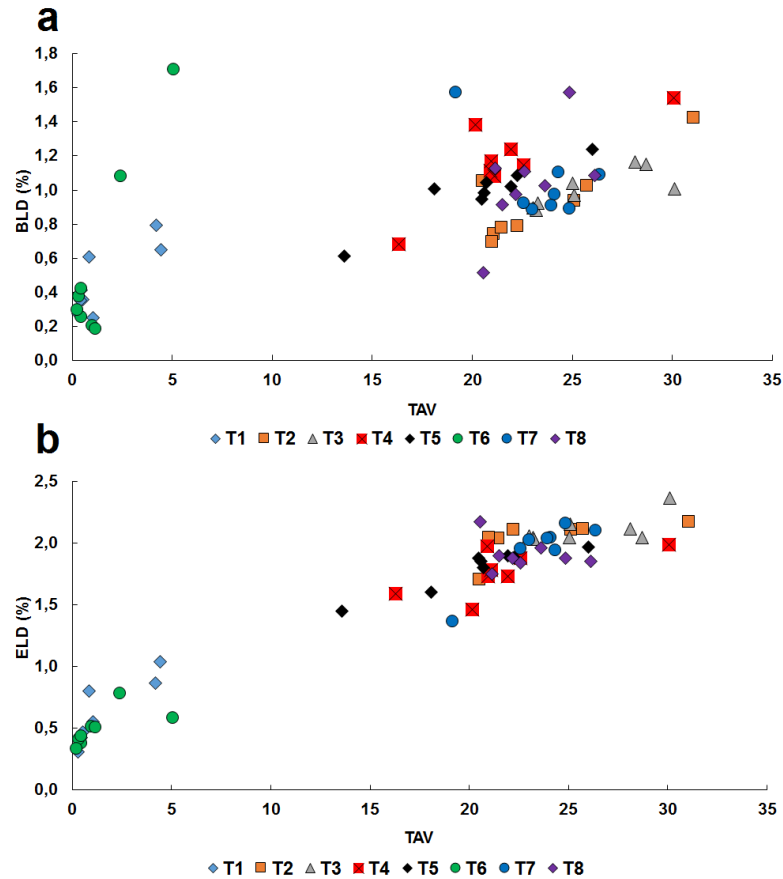 a
1,8
1,6
1,4
1,2
1,0
0,8
0,6
0,4
0,2
0,0
BLD (%)
0 5 10 15 20 25 30 35
TAV
T1 T2 T3 T4 T5 T6 T7 T8
b
2,5
2,0
1,5
1,0
0,5
0,0
ELD (%)
0 5 10 15 20 25 30 35
TAV
T1 T2 T3 T4 T5 T6 T7 T8